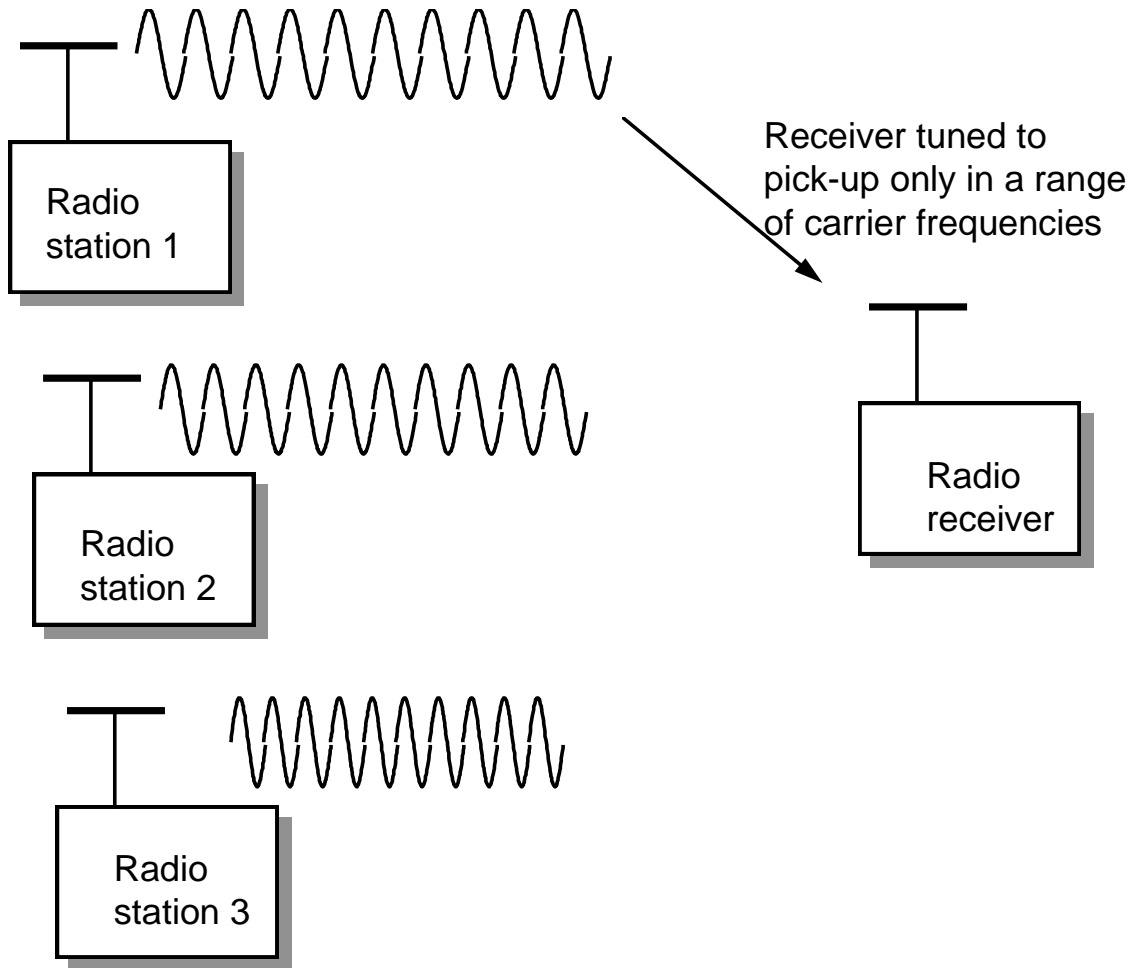 Radio
station 1
Receiver tuned to
pick-up only in a range
of carrier frequencies
Radio
station 2
Radio
receiver
Radio
station 3